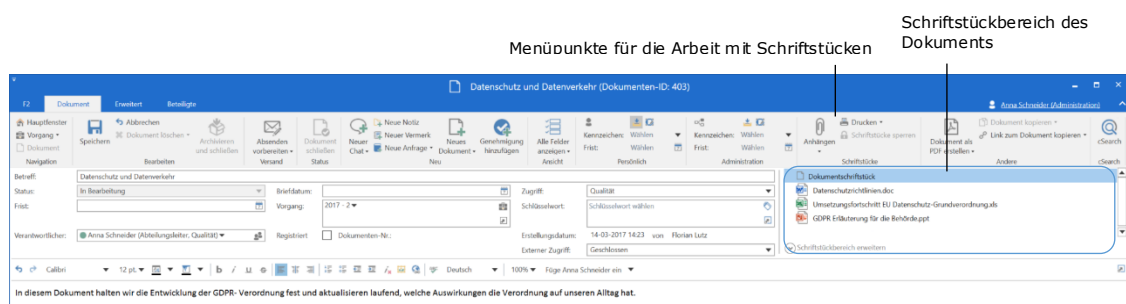 Schriftstückbereich des
Dokuments
Menüpunkte für die Arbeit mit Schriftstücken
Datenschutz und Datenverkehr (Dokumenten-ID: 403)
F2 Dokument Erweitert Beteiligte
Anna Schneider (Administration)
Hauptfenster
Vorgang
Dokument
Navigation
Speichern
Abbrechen
Dokument löschen
Archivieren
und schließen
Bearbeiten
Absenden
vorbereiten
Versand
Dokument
schließen
Status
Neuer
Chat
Neue Notiz
Neuer Vermerk
Neue Anfrage
Neues
Dokument
Genehmigung
hinzufügen
Neu
Alle Felder
anzeigen
Ansicht
Kennzeichen: Wählen
Frist: Wählen
Persönlich
Kennzeichen: Wählen
Frist: Wählen
Administration
Anhängen
Drucken
Schriftstücke sperren
Schriftstücke
Dokument als
PDF erstellen
Dokument kopieren
Link zum Dokument kopieren
Andere
cSearch
cSearch
Betreff: Datenschutz und Datenverkehr
Status: In Bearbeitung Briefdatum: Zugriff: Qualität
Frist: Vorgang: 2017 - 2 Schlüsselwort: Schlüsselwort wählen
Verantwortlicher: Anna Schneider (Abteilungsleiter, Qualität) Registriert Dokumenten-Nr.: Erstellungsdatum: 14-03-2017 14:23 von Florian Lutz
Externer Zugriff: Geschlossen
Dokumentschriftstück
Datenschutzrichtlinien.doc
Umsetzungsfortschritt EU Datenschutz-Grundverordnung.xls
GDPR Erläuterung für die Behörde.ppt
Schriftstückbereich erweitern
Calibri 12 pt. b / u Deutsch 100% Füge Anna Schneider ein
In diesem Dokument halten wir die Entwicklung der GDPR- Verordnung fest und aktualisieren laufend, welche Auswirkungen die Verordnung auf unseren Alltag hat.